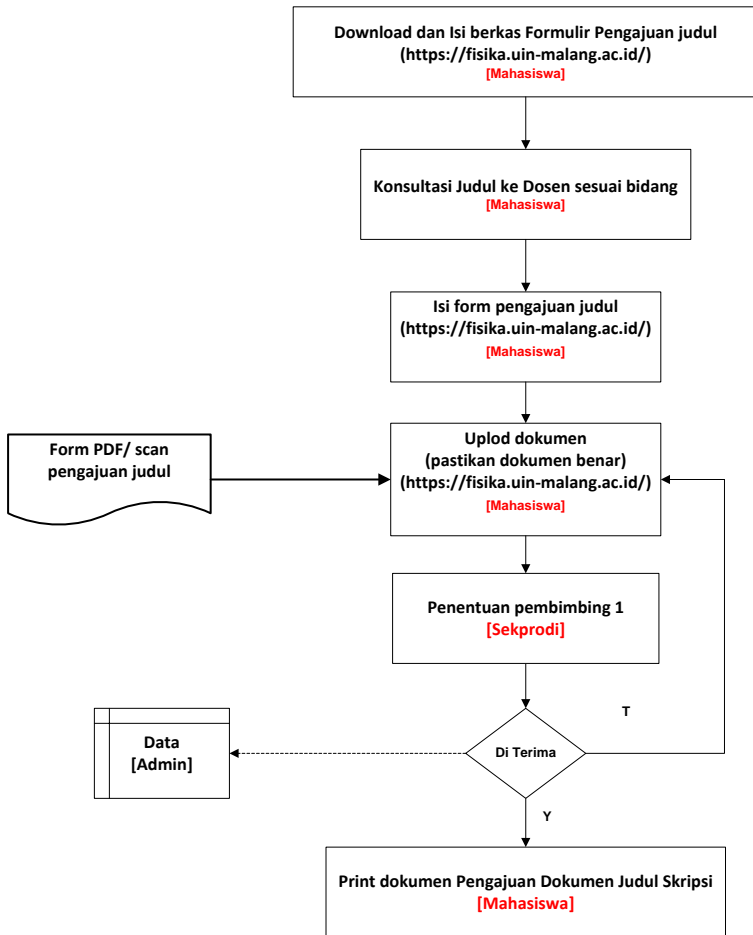 Download dan Isi berkas Formulir Pengajuan judul
(https://fisika.uin-malang.ac.id/)
[Mahasiswa]
Konsultasi Judul ke Dosen sesuai bidang
[Mahasiswa]
Isi form pengajuan judul
(https://fisika.uin-malang.ac.id/)
[Mahasiswa]
Form PDF/ scan
pengajuan judul
Uplod dokumen
(pastikan dokumen benar)
(https://fisika.uin-malang.ac.id/)
[Mahasiswa]
Penentuan pembimbing 1
[Sekprodi]
T
Data
[Admin]
Di Terima
Y
Print dokumen Pengajuan Dokumen Judul Skripsi
[Mahasiswa]